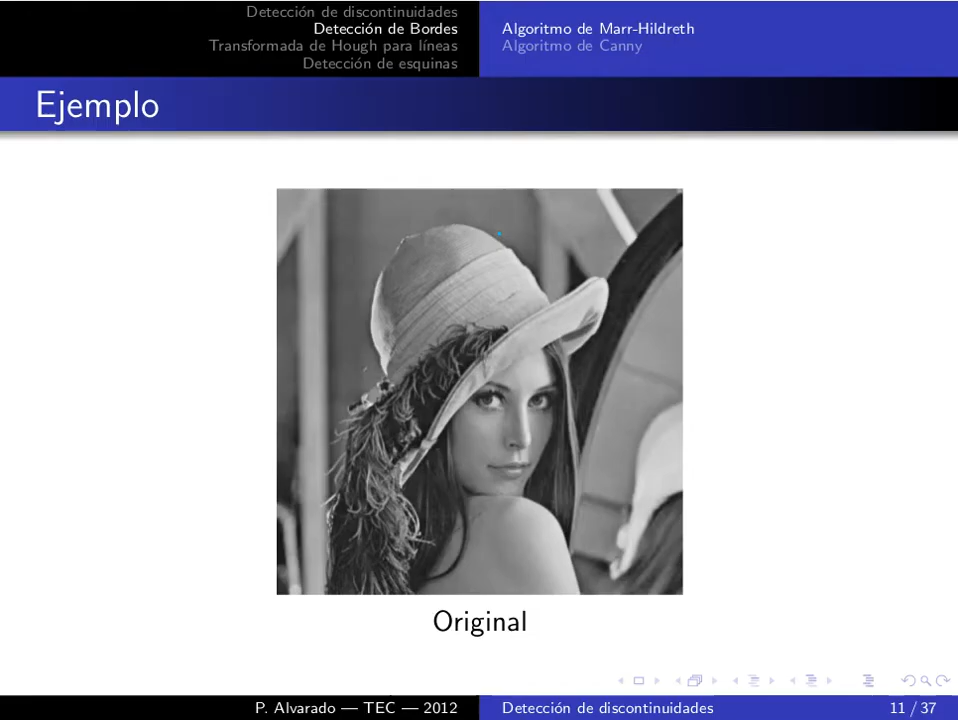 Detección de discontinuidades
Detección de Bordes
Transformada de Hough para líneas
Detección de esquinas
Algoritmo de Marr-Hildreth
Algoritmo de Canny
Ejemplo
Original
P. Alvarado — TEC — 2012
Detección de discontinuidades
11 / 37